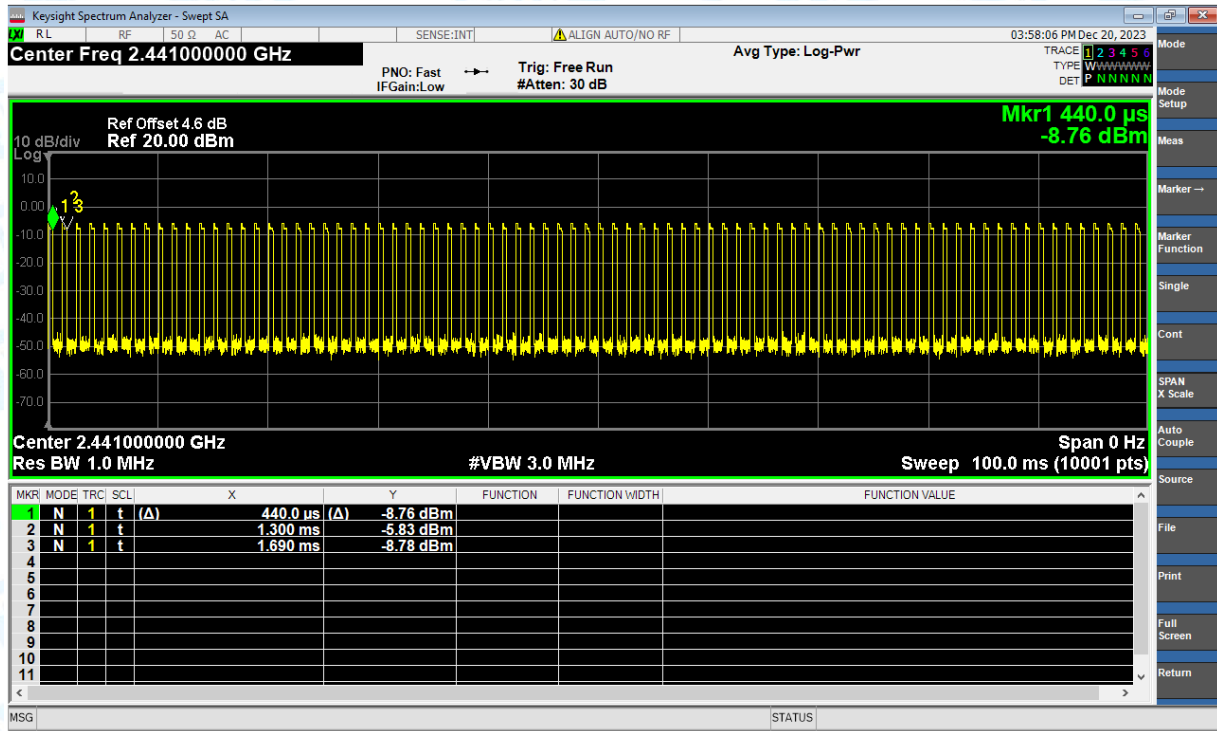 Keysight Spectrum Analyzer - Swept SA
LXI RL RF 50 Ω AC SENSE:INT ALIGN AUTO/NO RF 03:58:06 PM Dec 20, 2023
Center Freq 2.441000000 GHz Avg Type: Log-Pwr TRACE 1 2 3 4 5 6
PNO: Fast Trig: Free Run TYPE WWWWWW
IFGain:Low #Atten: 30 dB DET P N N N N N
Mkr1 440.0 µs
-8.76 dBm
Ref Offset 4.6 dB
10 dB/div Ref 20.00 dBm
Log
10.0
0.00
-10.0
-20.0
-30.0
-40.0
-50.0
-60.0
-70.0
1 2 3
Center 2.441000000 GHz Span 0 Hz
Res BW 1.0 MHz #VBW 3.0 MHz Sweep 100.0 ms (10001 pts)
MKR MODE TRC SCL X Y FUNCTION FUNCTION WIDTH FUNCTION VALUE
1 N 1 t (Δ) 440.0 µs (Δ) -8.76 dBm
2 N 1 t 1.300 ms -5.83 dBm
3 N 1 t 1.690 ms -8.78 dBm
4
5
6
7
8
9
10
11
MSG STATUS
Mode
Mode
Setup
Meas
Marker →
Marker
Function
Single
Cont
SPAN
X Scale
Auto
Couple
Source
File
Print
Full
Screen
Return